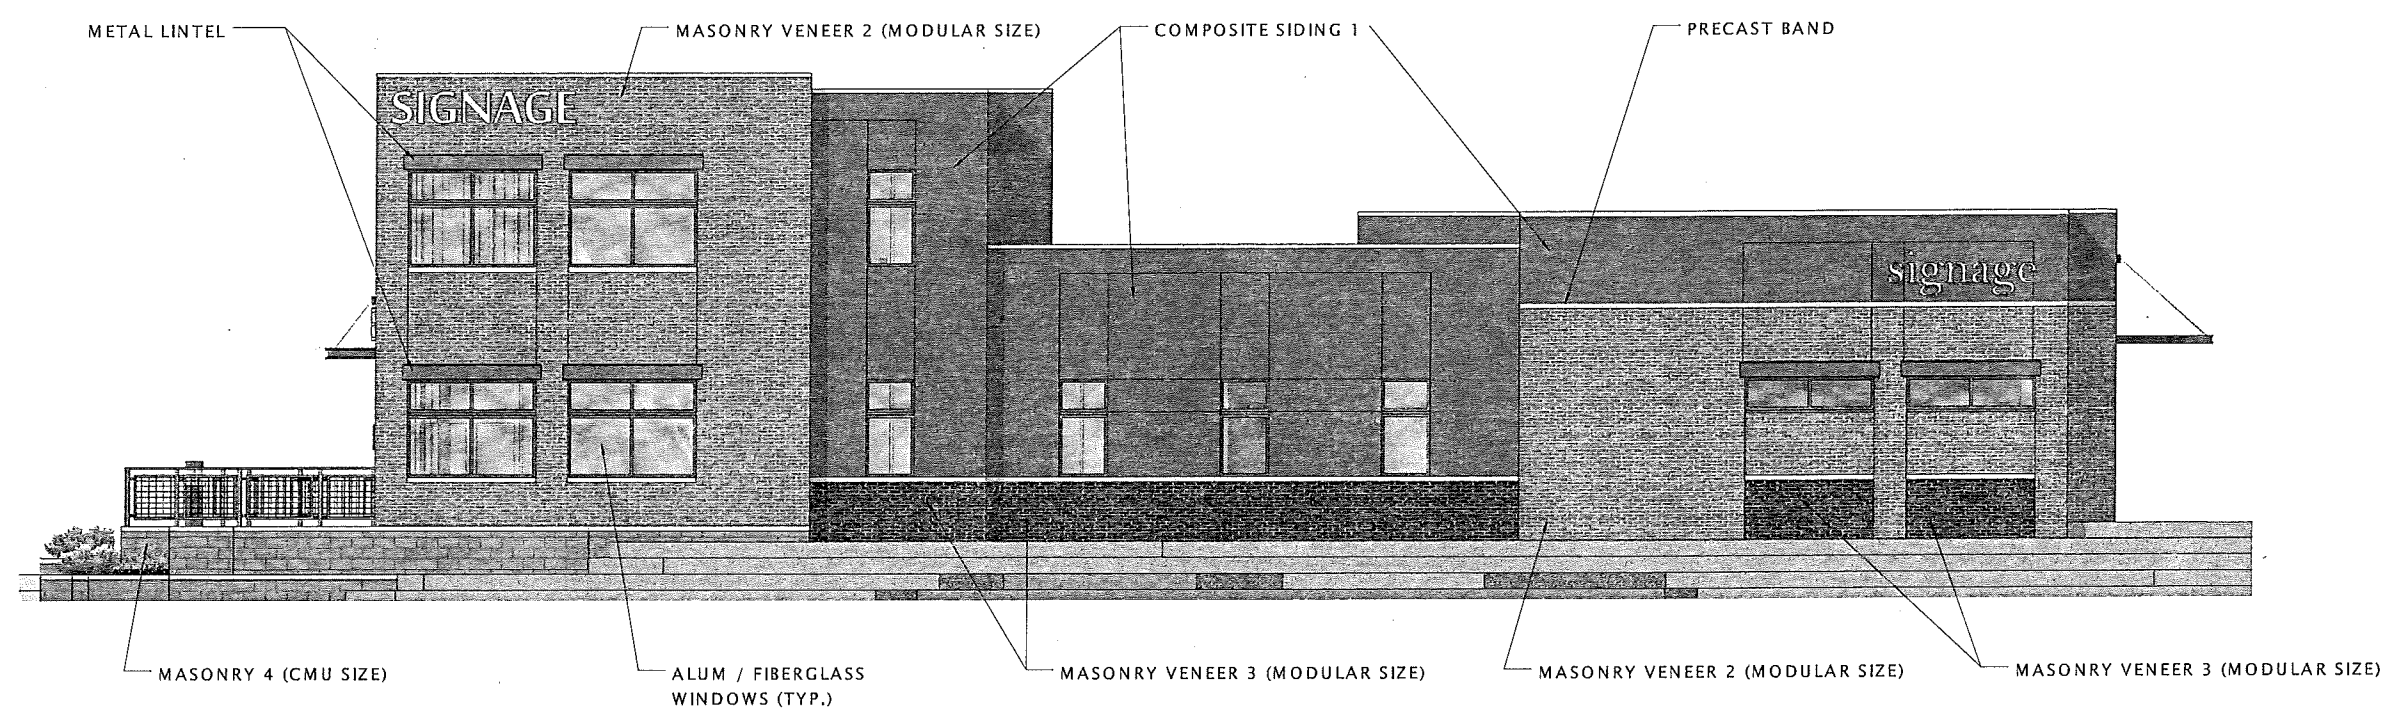 METAL LINTEL
MASONRY VENEER 2 (MODULAR SIZE)
COMPOSITE SIDING 1
PRECAST BAND
SIGNAGE
signage
MASONRY 4 (CMU SIZE)
ALUM / FIBERGLASS
WINDOWS (TYP.)
MASONRY VENEER 3 (MODULAR SIZE)
MASONRY VENEER 2 (MODULAR SIZE)
MASONRY VENEER 3 (MODULAR SIZE)